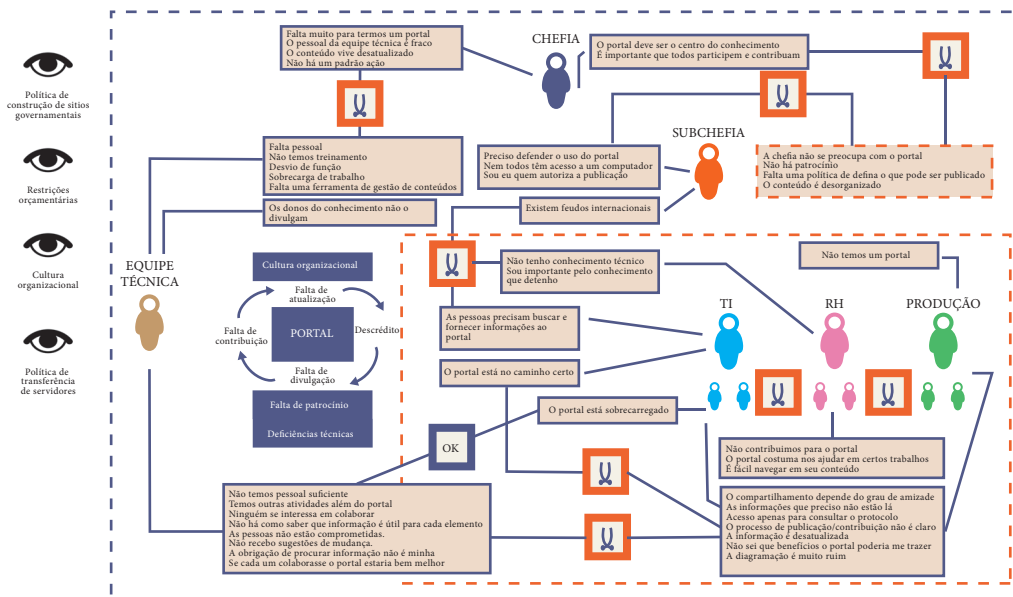 Falta muito para termos um portal
O pessoal da equipe técnica é fraco
O conteúdo vive desatualizado
Não há um padrão ação
CHEFIA
O portal deve ser o centro do conhecimento
É importante que todos participem e contribuam
Política de
construção de sitios
governamentais
Restrições
orçamentárias
Cultura
organizacional
Política de
transferência
de servidores
Falta pessoal
Não temos treinamento
Desvio de função
Sobrecarga de trabalho
Falta uma ferramenta de gestão de conteúdos
Os donos do conhecimento não o
divulgam
SUBCHEFIA
Preciso defender o uso do portal
Nem todos têm acesso a um computador
Sou eu quem autoriza a publicação
Existem feudos internacionais
A chefia não se preocupa com o portal
Não há patrocínio
Falta uma política de defina o que pode ser publicado
O conteúdo é desorganizado
EQUIPE
TÉCNICA
Cultura organizacional
Falta de
atualização
Falta de
contribuição
PORTAL
Descrédito
Falta de
divulgação
Falta de patrocínio
Deficiências técnicas
Não tenho conhecimento técnico
Sou importante pelo conhecimento
que detenho
Não temos um portal
As pessoas precisam buscar e
fornecer informações ao
portal
TI
RH
PRODUÇÃO
O portal está no caminho certo
O portal está sobrecarregado
OK
Não contribuimos para o portal
O portal costuma nos ajudar em certos trabalhos
É fácil navegar em seu conteúdo
Não temos pessoal suficiente
Temos outras atividades além do portal
Ninguém se interessa em colaborar
Não há como saber que informação é útil para cada elemento
As pessoas não estão comprometidas.
Não recebo sugestões de mudança.
A obrigação de procurar informação não é minha
Se cada um colaborasse o portal estaria bem melhor
O compartilhamento depende do grau de amizade
As informações que preciso não estão lá
Acesso apenas para consultar o protocolo
O processo de publicação/contribuição não é claro
A informação é desatualizada
Não sei que benefícios o portal poderia me trazer
A diagramação é muito ruim